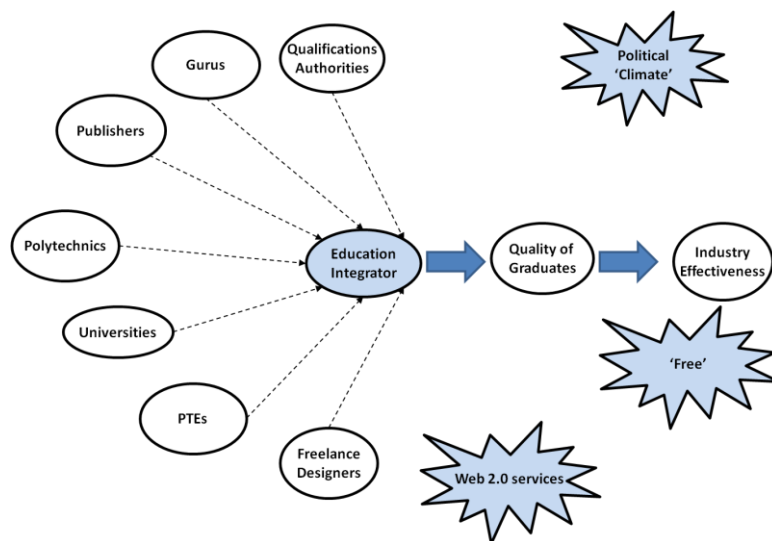 Qualifications
Authorities
Gurus
Political
'Climate'
Publishers
Polytechnics
Education
Integrator
Quality of
Graduates
Industry
Effectiveness
Universities
'Free'
PTEs
Freelance
Designers
Web 2.0 services